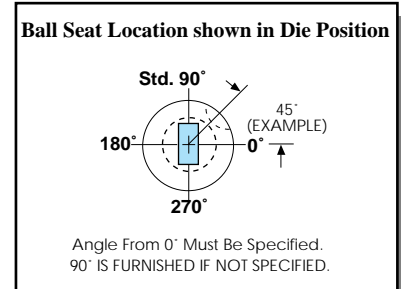 Ball Seat Location shown in Die Position
Std. 90˚
45˚
(EXAMPLE)
180˚
0˚
270˚
Angle From 0˚ Must Be Specified.
90˚ IS FURNISHED IF NOT SPECIFIED.